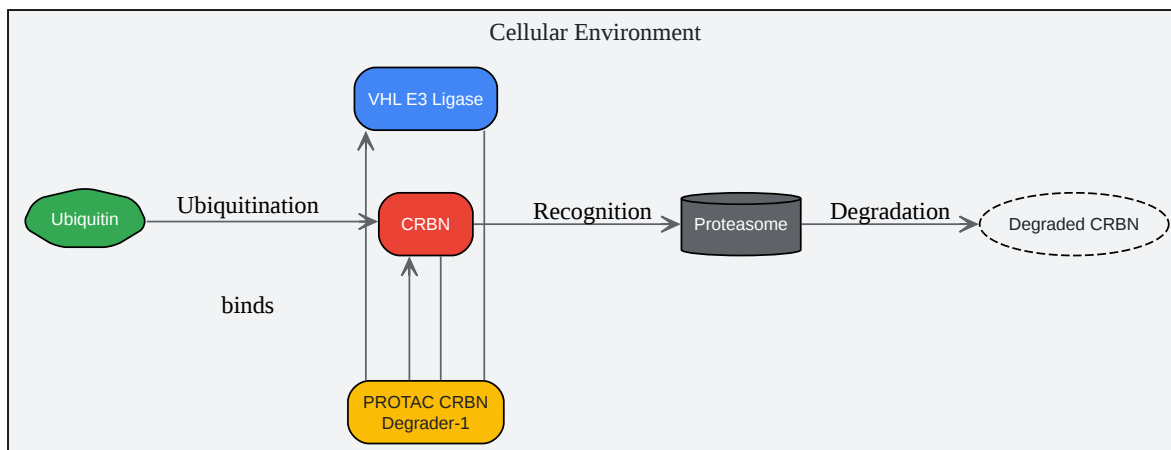 Cellular Environment
VHL E3 Ligase
Ubiquitin
Ubiquitination
CRBN
Recognition
Proteasome
Degradation
Degraded CRBN
binds
PROTAC CRBN
Degrader-1